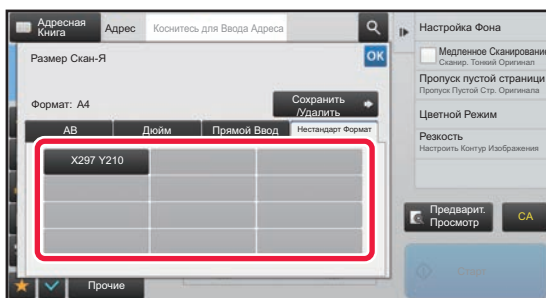 Адресная
Книга
Адрес
Коснитесь для Ввода Адреса
Размер Скан-Я
OK
Формат: A4
Сохранить
/Удалить
AB
Дюйм
Прямой Ввод
Нестандарт Формат
X297 Y210
Прочие
Настройка Фона
Медленное Сканирование
Сканир. Тонкий Оригинал
Пропуск пустой страници
Пропуск Пустой Стр. Оригинала
Цветной Режим
Резкость
Настроить Контур Изображения
Предварит.
Просмотр
CA
Старт